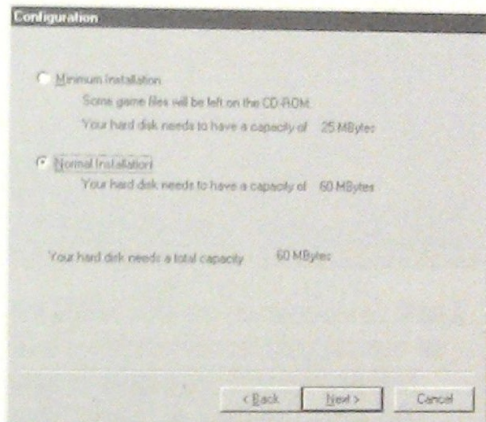 Configuration
Minimum Installation
Some game files will be left on the CD-ROM
Your hard disk needs to have a capacity of 25 MBytes
Normal Installation
Your hard disk needs to have a capacity of 60 MBytes
Your hard disk needs a total capacity 60 MBytes
< Back Next > Cancel